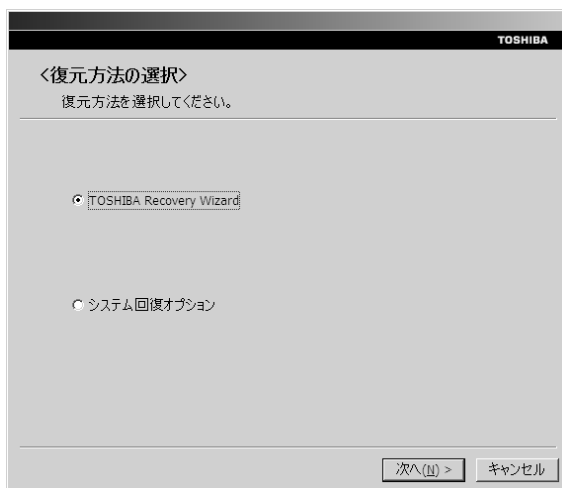 TOSHIBA
<復元方法の選択>
復元方法を選択してください。
TOSHIBA Recovery Wizard
システム回復オプション
次へ(N) > キャンセル